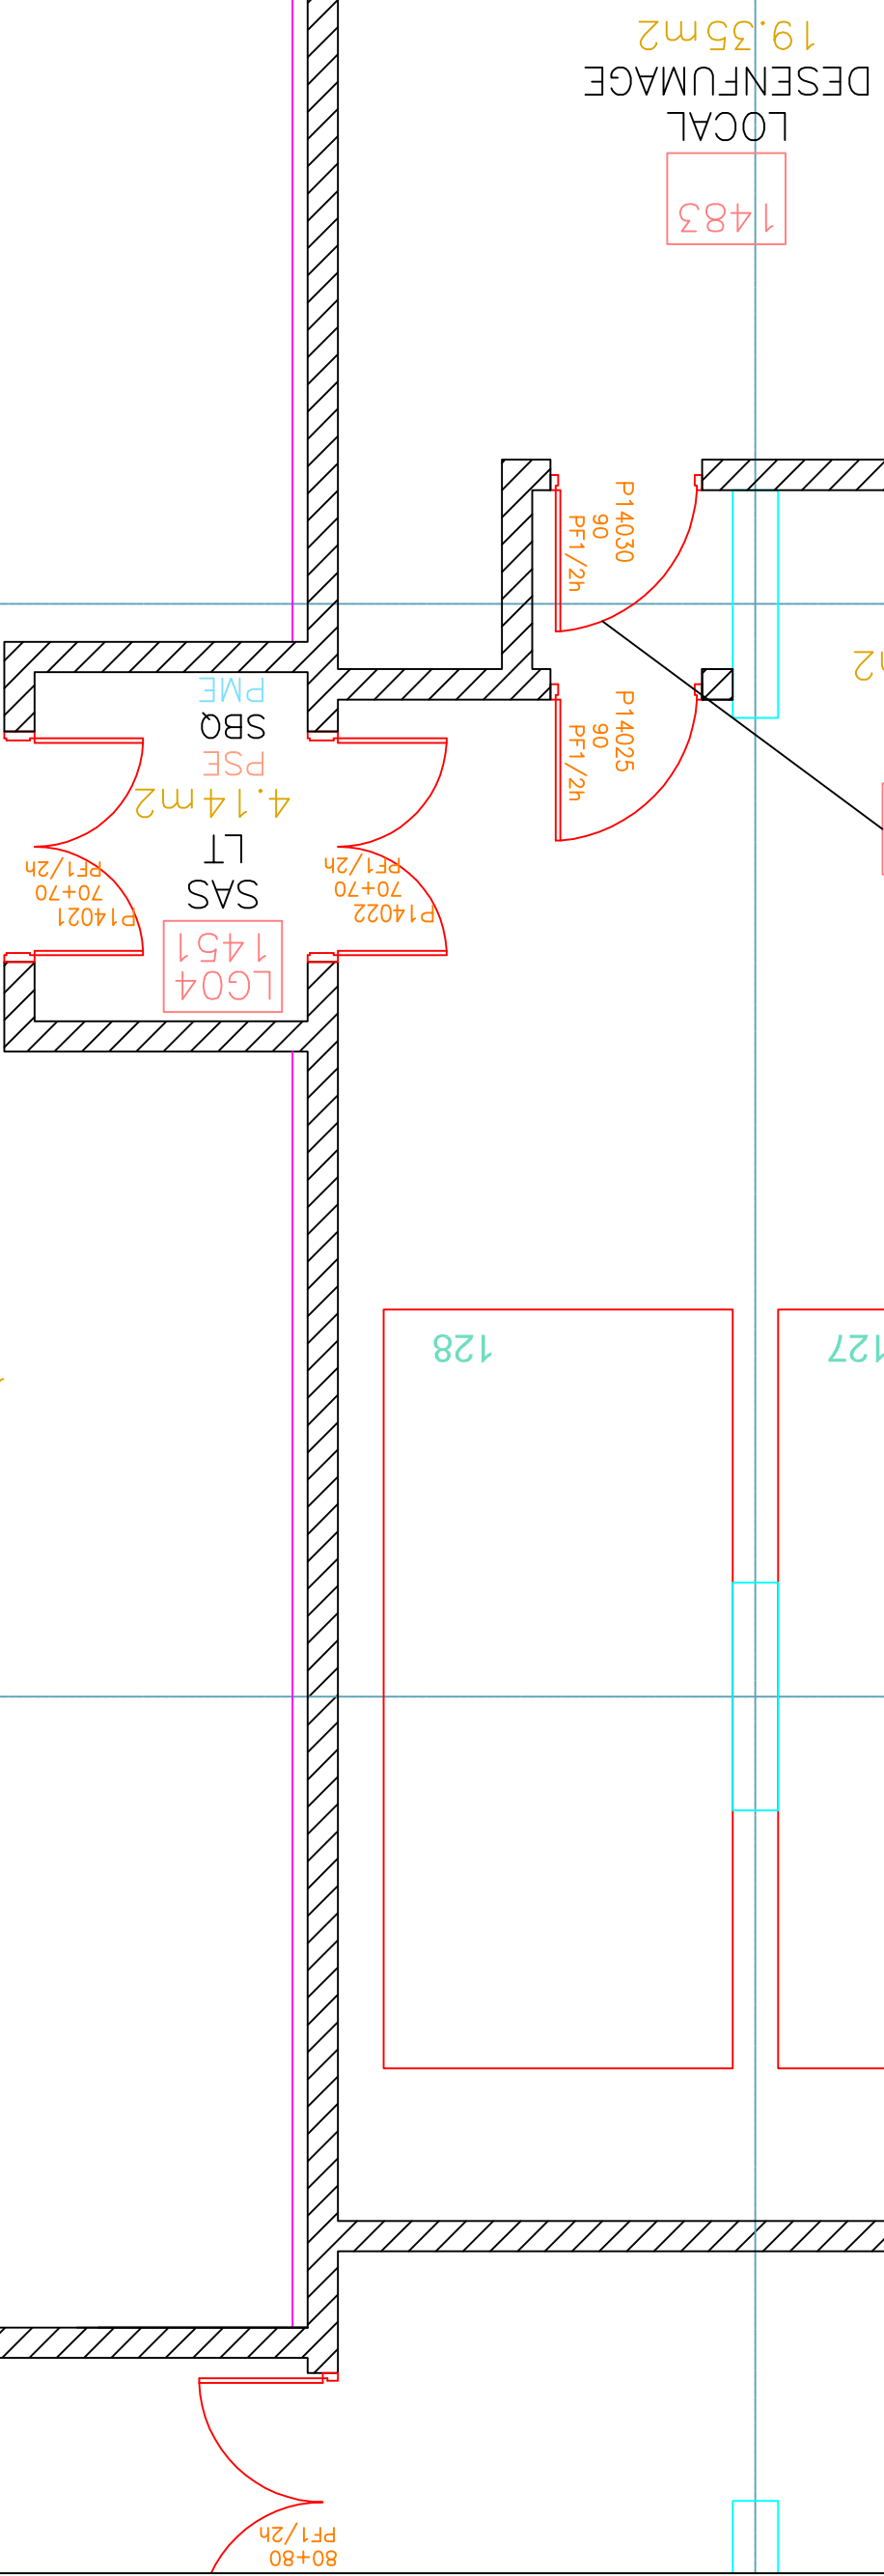 80+80
PF1/2h
127
128
P14022
70+70
PF1/2h
LG04
1451
SAS
LT
4.14m2
PSE
SBQ
PME
P14021
70+70
PF1/2h
P14025
90
PF1/2h
P14030
90
PF1/2h
1483
LOCAL
DESENFUMAGE
19.35m2